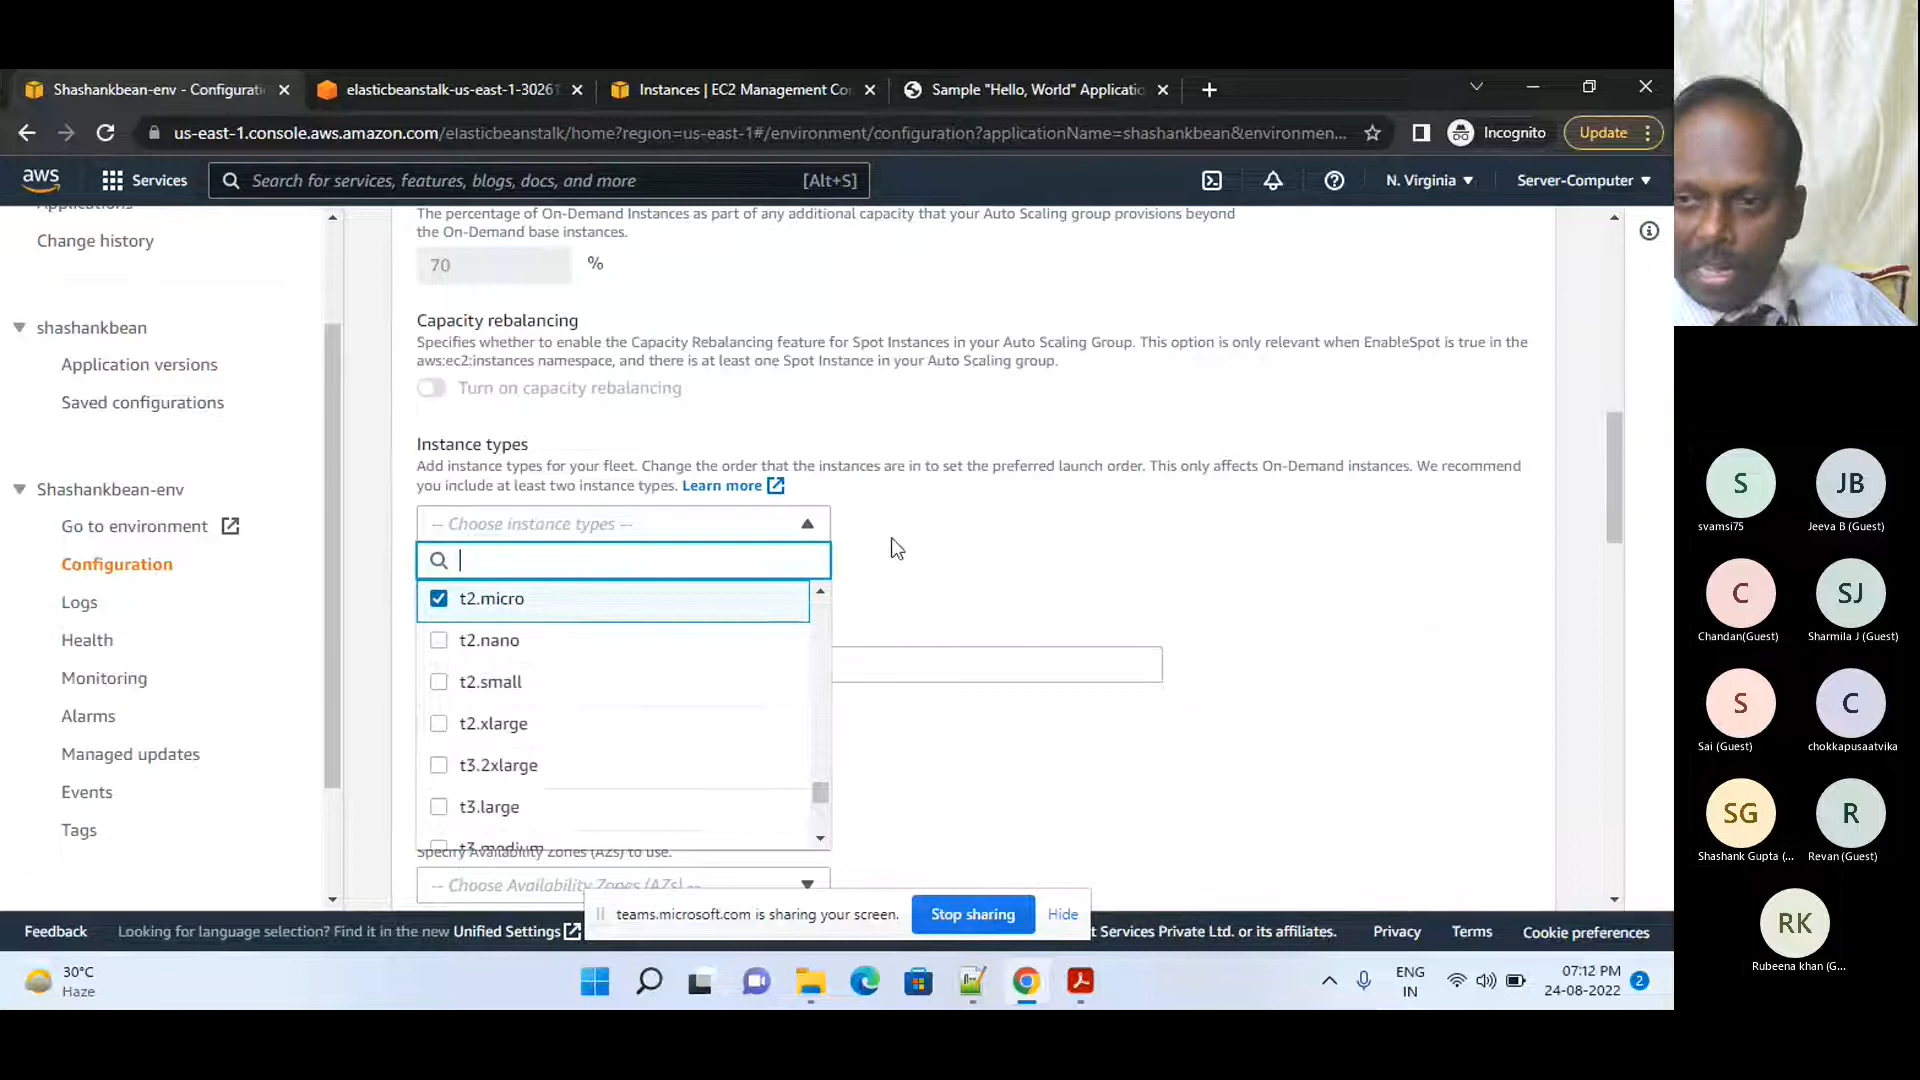 Shashankbean-env - Configurati
elasticbeanstalk-us-east-1-30261
Instances | EC2 Management Co
Sample "Hello, World" Applicatio
us-east-1.console.aws.amazon.com/elasticbeanstalk/home?region=us-east-1#/environment/configuration?applicationName=shashankbean&environmen...
Incognito
Update
aws
Services
Search for services, features, blogs, docs, and more
[Alt+S]
N. Virginia
Server-Computer
Applications
Change history
shashankbean
Application versions
Saved configurations
Shashankbean-env
Go to environment
Configuration
Logs
Health
Monitoring
Alarms
Managed updates
Events
Tags
The percentage of On-Demand Instances as part of any additional capacity that your Auto Scaling group provisions beyond
the On-Demand base instances.
70 %
Capacity rebalancing
Specifies whether to enable the Capacity Rebalancing feature for Spot Instances in your Auto Scaling Group. This option is only relevant when EnableSpot is true in the
aws:ec2:instances namespace, and there is at least one Spot Instance in your Auto Scaling group.
Turn on capacity rebalancing
Instance types
Add instance types for your fleet. Change the order that the instances are in to set the preferred launch order. This only affects On-Demand instances. We recommend
you include at least two instance types. Learn more
-- Choose instance types --
t2.micro
t2.nano
t2.small
t2.xlarge
t3.2xlarge
t3.large
t3.medium
Specify Availability Zones (AZs) to use.
-- Choose Availability Zones (AZs) --
teams.microsoft.com is sharing your screen.
Stop sharing
Hide
Feedback
Looking for language selection? Find it in the new Unified Settings
t Services Private Ltd. or its affiliates.
Privacy
Terms
Cookie preferences
30°C
Haze
ENG
IN
07:12 PM
24-08-2022
2
S
svamsi75
JB
Jeeva B (Guest)
C
Chandan(Guest)
SJ
Sharmila J (Guest)
S
Sai (Guest)
C
chokkapusaatvika
SG
Shashank Gupta (...
R
Revan (Guest)
RK
Rubeena khan (G...